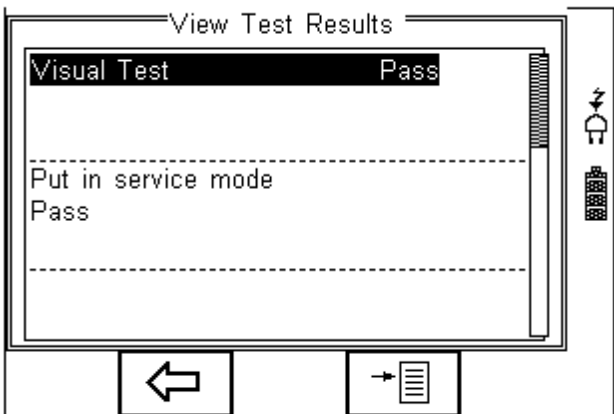 View Test Results
Visual Test Pass
Put in service mode
Pass